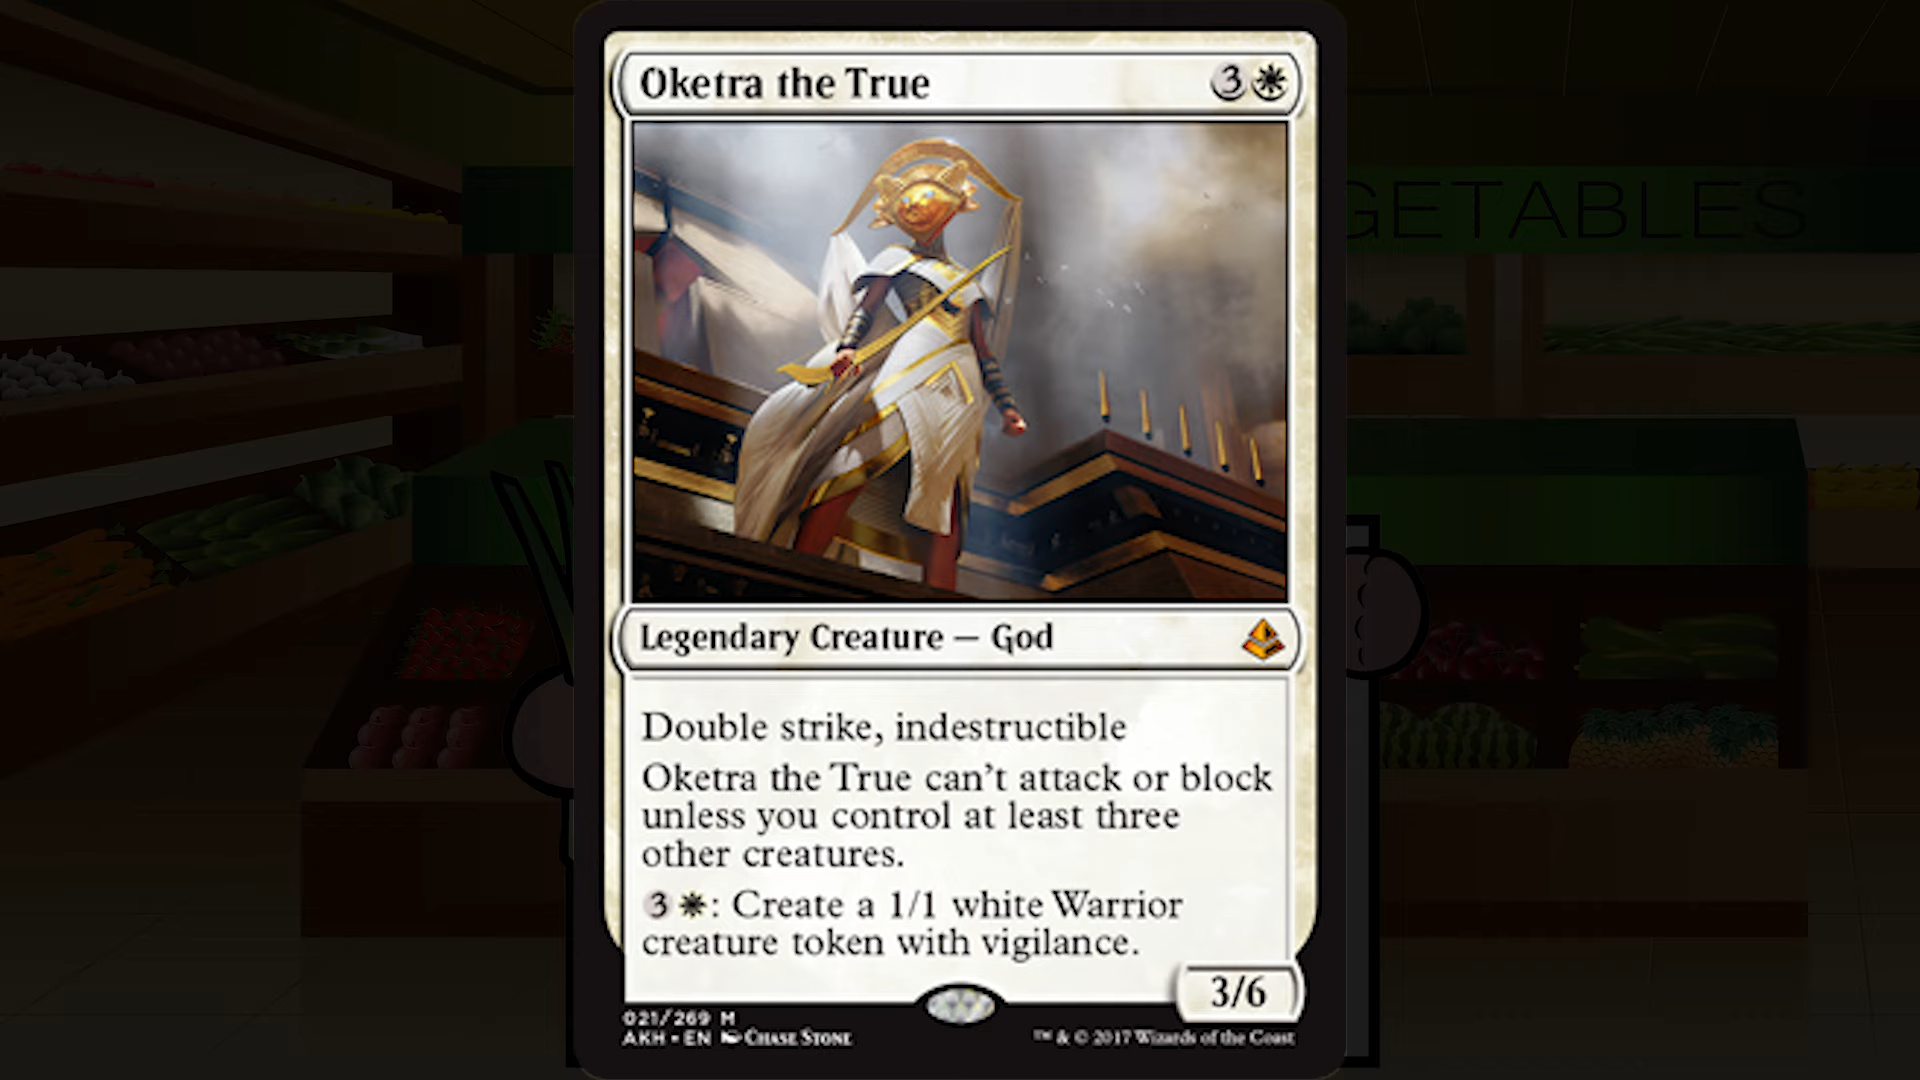 Oketra the True 3
GETABLES
Legendary Creature — God
Double strike, indestructible
Oketra the True can't attack or block
unless you control at least three
other creatures.
3 : Create a 1/1 white Warrior
creature token with vigilance.
3/6
021/269 M
AKH • EN Chase Stone
™ & © 2017 Wizards of the Coast